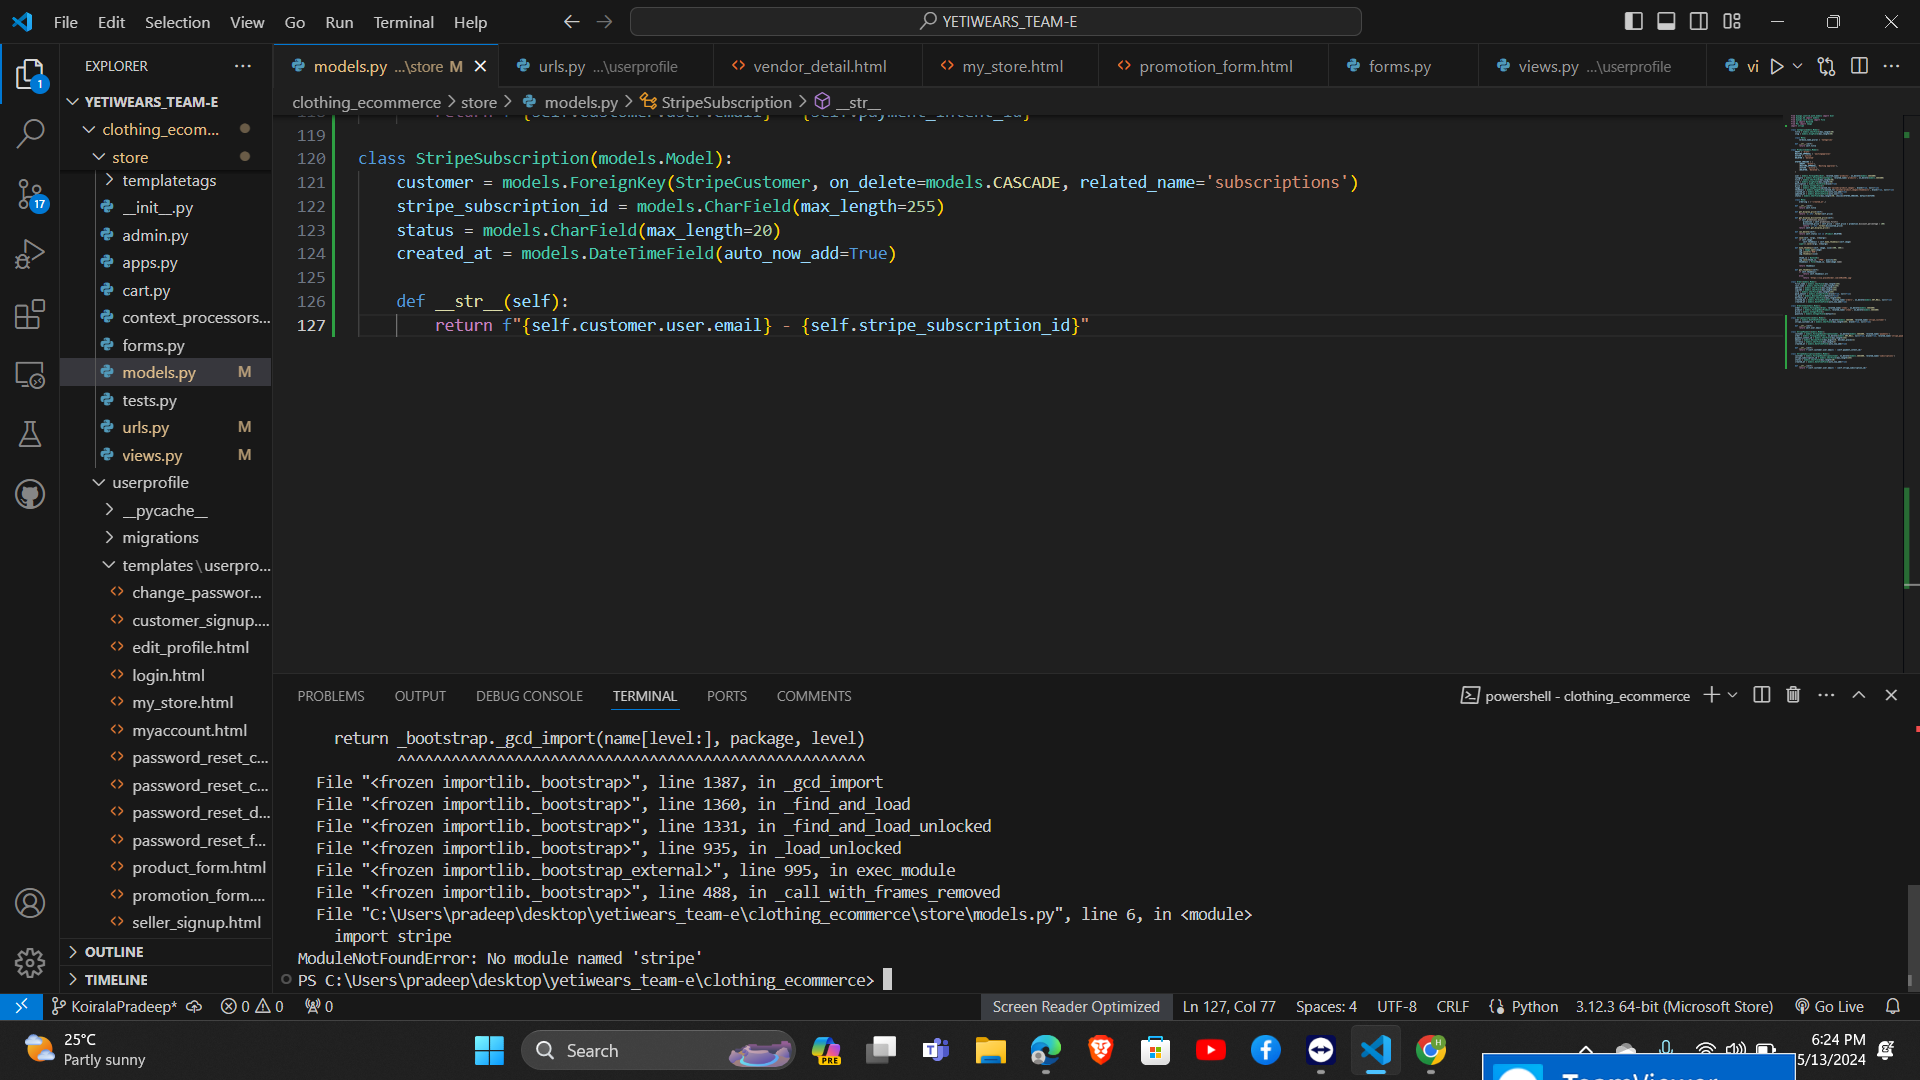 File Edit Selection View Go Run Terminal Help
YETIWEARS_TEAM-E
EXPLORER
1
17
YETIWEARS_TEAM-E
clothing_ecom...
store
templatetags
__init__.py
admin.py
apps.py
cart.py
context_processors...
forms.py
models.py M
tests.py
urls.py M
views.py M
userprofile
__pycache__
migrations
templates\userpro...
change_passwor...
customer_signup....
edit_profile.html
login.html
my_store.html
myaccount.html
password_reset_c...
password_reset_c...
password_reset_d...
password_reset_f...
product_form.html
promotion_form....
seller_signup.html
OUTLINE
TIMELINE
models.py ...\store M
urls.py ...\userprofile
vendor_detail.html
my_store.html
promotion_form.html
forms.py
views.py ...\userprofile
vi
clothing_ecommerce > store > models.py > StripeSubscription > __str__
119
120 class StripeSubscription(models.Model):
121 customer = models.ForeignKey(StripeCustomer, on_delete=models.CASCADE, related_name='subscriptions')
122 stripe_subscription_id = models.CharField(max_length=255)
123 status = models.CharField(max_length=20)
124 created_at = models.DateTimeField(auto_now_add=True)
125
126 def __str__(self):
127 return f"{self.customer.user.email} - {self.stripe_subscription_id}"
PROBLEMS OUTPUT DEBUG CONSOLE TERMINAL PORTS COMMENTS
powershell - clothing_ecommerce
return _bootstrap._gcd_import(name[level:], package, level)
^^^^^^^^^^^^^^^^^^^^^^^^^^^^^^^^^^^^^^^^^^^^^^^^^^^^
File "<frozen importlib._bootstrap>", line 1387, in _gcd_import
File "<frozen importlib._bootstrap>", line 1360, in _find_and_load
File "<frozen importlib._bootstrap>", line 1331, in _find_and_load_unlocked
File "<frozen importlib._bootstrap>", line 935, in _load_unlocked
File "<frozen importlib._bootstrap_external>", line 995, in exec_module
File "<frozen importlib._bootstrap>", line 488, in _call_with_frames_removed
File "C:\Users\pradeep\desktop\yetiwears_team-e\clothing_ecommerce\store\models.py", line 6, in <module>
import stripe
ModuleNotFoundError: No module named 'stripe'
PS C:\Users\pradeep\desktop\yetiwears_team-e\clothing_ecommerce>
KoiralaPradeep* 0 0 0
Screen Reader Optimized Ln 127, Col 77 Spaces: 4 UTF-8 CRLF Python 3.12.3 64-bit (Microsoft Store) Go Live
25°C
Partly sunny
Search
PRE
6:24 PM
5/13/2024